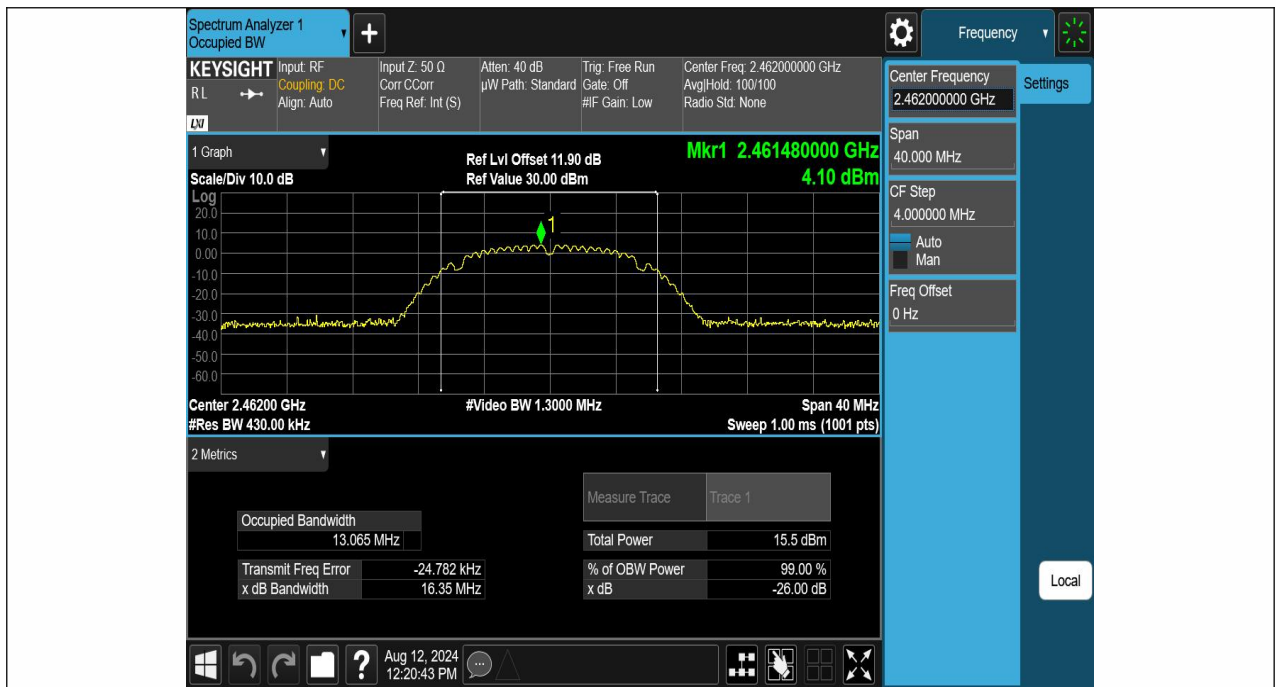 Spectrum Analyzer 1
Occupied BW
+
Frequency
KEYSIGHT
R L
LXI
Input: RF
Coupling: DC
Align: Auto
Input Z: 50 Ω
Corr CCorr
Freq Ref: Int (S)
Atten: 40 dB
µW Path: Standard
Trig: Free Run
Gate: Off
#IF Gain: Low
Center Freq: 2.462000000 GHz
Avg|Hold: 100/100
Radio Std: None
Center Frequency
2.462000000 GHz
Settings
Span
40.000 MHz
CF Step
4.000000 MHz
Auto
Man
Freq Offset
0 Hz
1 Graph
Scale/Div 10.0 dB
Ref Lvl Offset 11.90 dB
Ref Value 30.00 dBm
Mkr1 2.461480000 GHz
4.10 dBm
Log
20.0
10.0
0.00
-10.0
-20.0
-30.0
-40.0
-50.0
-60.0
1
Center 2.46200 GHz
#Res BW 430.00 kHz
#Video BW 1.3000 MHz
Span 40 MHz
Sweep 1.00 ms (1001 pts)
2 Metrics
Measure Trace Trace 1
Occupied Bandwidth
13.065 MHz
Total Power 15.5 dBm
Transmit Freq Error -24.782 kHz
% of OBW Power 99.00 %
x dB Bandwidth 16.35 MHz
x dB -26.00 dB
Local
?
Aug 12, 2024
12:20:43 PM